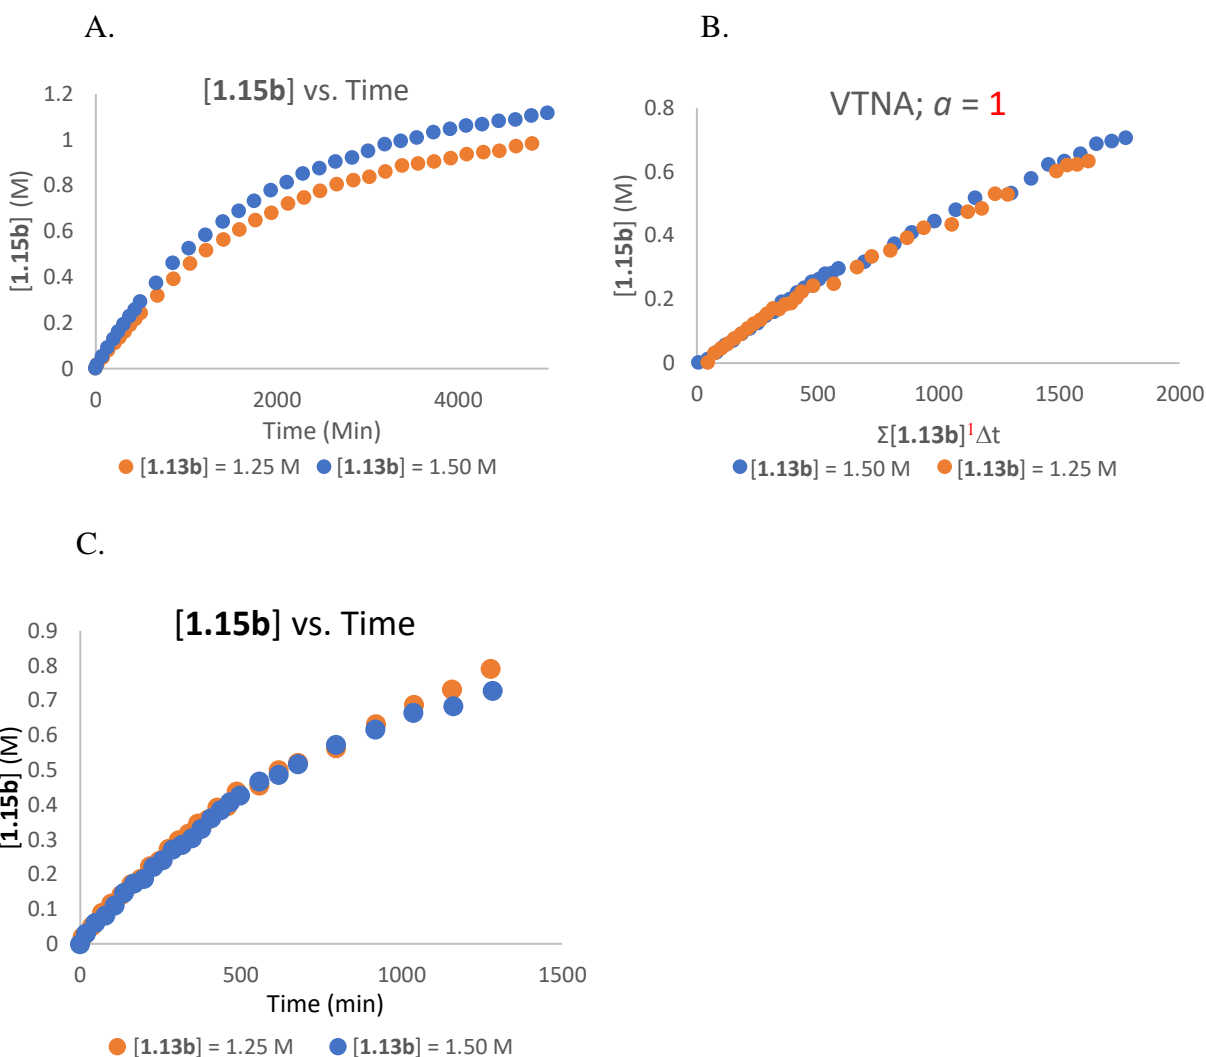 A.
[1.15b] vs. Time
1.2
1
0.8
0.6
0.4
0.2
0
[1.15b] (M)
0 2000 4000
Time (Min)
[1.13b] = 1.25 M [1.13b] = 1.50 M
B.
VTNA; a = 1
0.8
0.6
0.4
0.2
0
[1.15b] (M)
0 500 1000 1500 2000
Σ[1.13b]¹Δt
[1.13b] = 1.50 M [1.13b] = 1.25 M
C.
[1.15b] vs. Time
0.9
0.8
0.7
0.6
0.5
0.4
0.3
0.2
0.1
0
[1.15b] (M)
0 500 1000 1500
Time (min)
[1.13b] = 1.25 M [1.13b] = 1.50 M